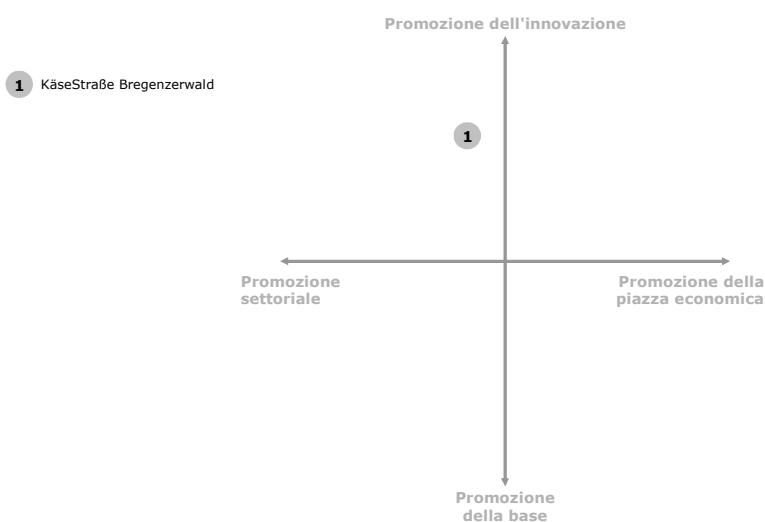 Promozione dell'innovazione
1 KäseStraße Bregenzerwald
1
Promozione
settoriale
Promozione della
piazza economica
Promozione
della base